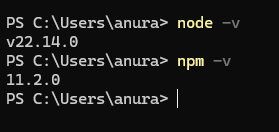 PS C:\Users\anura> node -v
v22.14.0
PS C:\Users\anura> npm -v
11.2.0
PS C:\Users\anura>